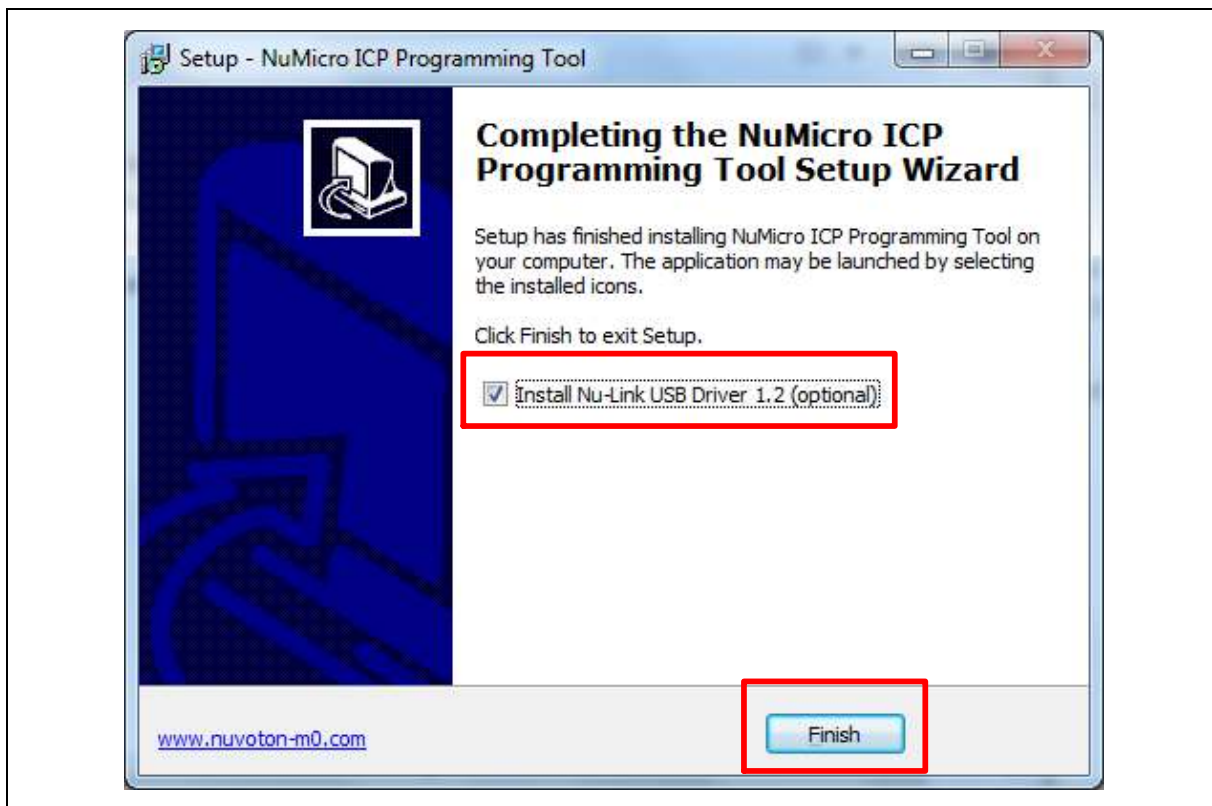 Setup - NuMicro ICP Programming Tool
Completing the NuMicro ICP
Programming Tool Setup Wizard
Setup has finished installing NuMicro ICP Programming Tool on
your computer. The application may be launched by selecting
the installed icons.
Click Finish to exit Setup.
Install Nu-Link USB Driver 1.2 (optional)
www.nuvoton-m0.com
Finish